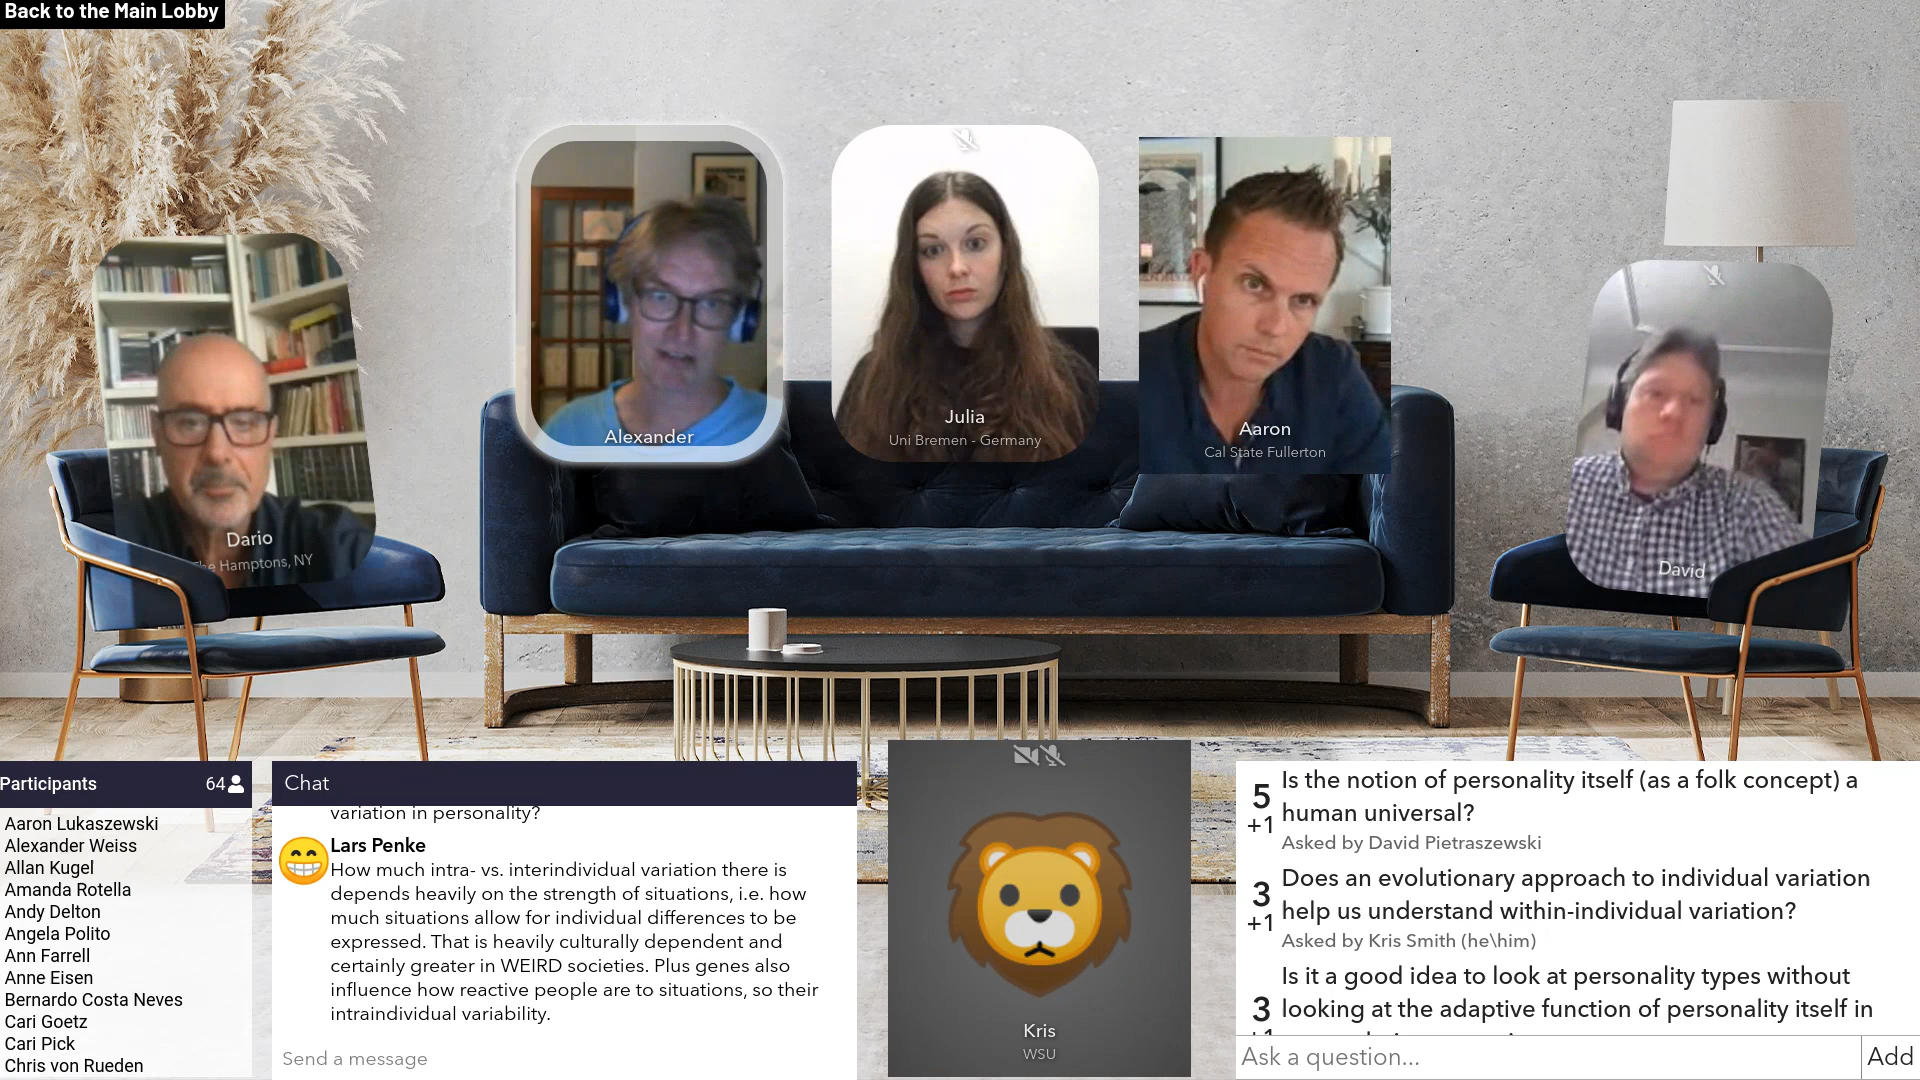 Back to the Main Lobby
Alexander
Julia
Uni Bremen - Germany
Aaron
Cal State Fullerton
Dario
The Hamptons, NY
David
Participants
64
Aaron Lukaszewski
Alexander Weiss
Allan Kugel
Amanda Rotella
Andy Delton
Angela Polito
Ann Farrell
Anne Eisen
Bernardo Costa Neves
Cari Goetz
Cari Pick
Chris von Rueden
Chat
variation in personality?
Lars Penke
How much intra- vs. interindividual variation there is
depends heavily on the strength of situations, i.e. how
much situations allow for individual differences to be
expressed. That is heavily culturally dependent and
certainly greater in WEIRD societies. Plus genes also
influence how reactive people are to situations, so their
intraindividual variability.
Send a message
Kris
WSU
5
+1
Is the notion of personality itself (as a folk concept) a
human universal?
Asked by David Pietraszewski
3
+1
Does an evolutionary approach to individual variation
help us understand within-individual variation?
Asked by Kris Smith (he\him)
3
Is it a good idea to look at personality types without
looking at the adaptive function of personality itself in
Ask a question...
Add